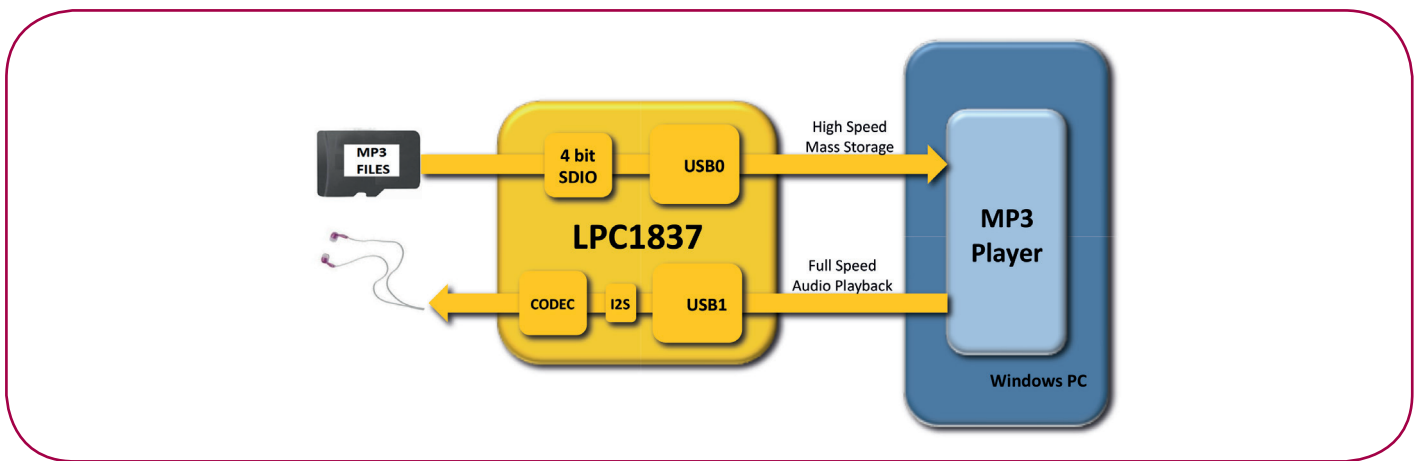 MP3
FILES
4 bit
SDIO
USB0
High Speed
Mass Storage
LPC1837
MP3
Player
CODEC
I2S
USB1
Full Speed
Audio Playback
Windows PC